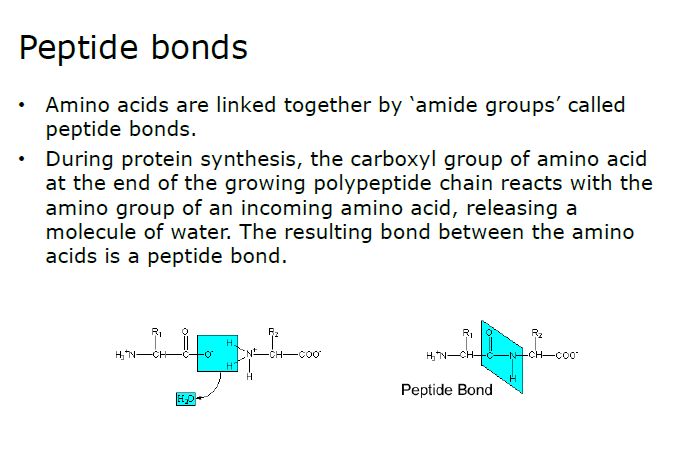 Peptide bonds
• Amino acids are linked together by ‘amide groups’ called
peptide bonds.
• During protein synthesis, the carboxyl group of amino acid
at the end of the growing polypeptide chain reacts with the
amino group of an incoming amino acid, releasing a
molecule of water. The resulting bond between the amino
acids is a peptide bond.
R₁ O R₂
H
H₃⁺N—CH—C—O⁻ N⁺—CH—COO⁻
H
H
H₂O
R₁ O R₂
H₃⁺N—CH—C—N—CH—COO⁻
H
Peptide Bond